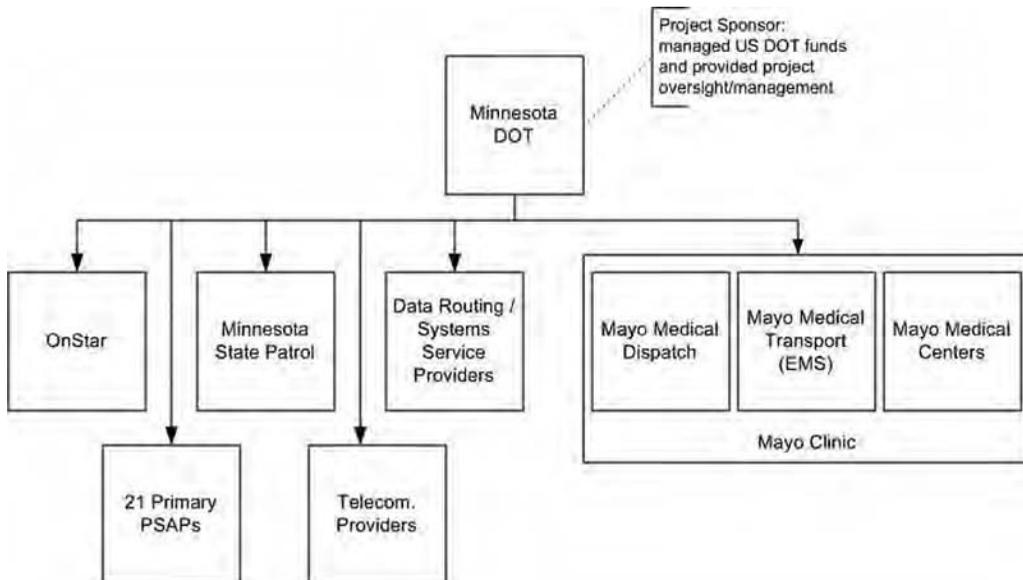 Project Sponsor:
managed US DOT funds
and provided project
oversight/management
Minnesota
DOT
OnStar
Minnesota
State Patrol
Data Routing /
Systems
Service
Providers
Mayo Medical
Dispatch
Mayo Medical
Transport
(EMS)
Mayo Medical
Centers
Mayo Clinic
21 Primary
PSAPs
Telecom.
Providers